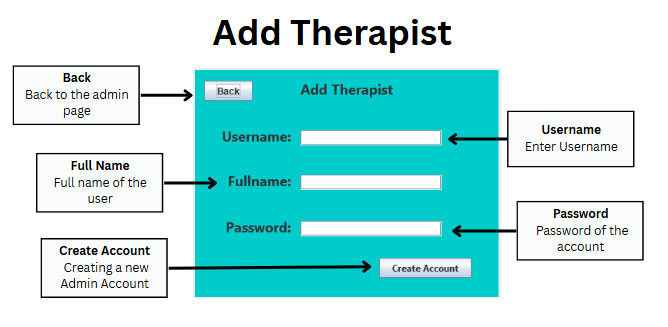 Add Therapist
Back
Back to the admin
page
Back
Add Therapist
Username:
Username
Enter Username
Full Name
Full name of the
user
Fullname:
Password:
Password
Password of the
account
Create Account
Creating a new
Admin Account
Create Account